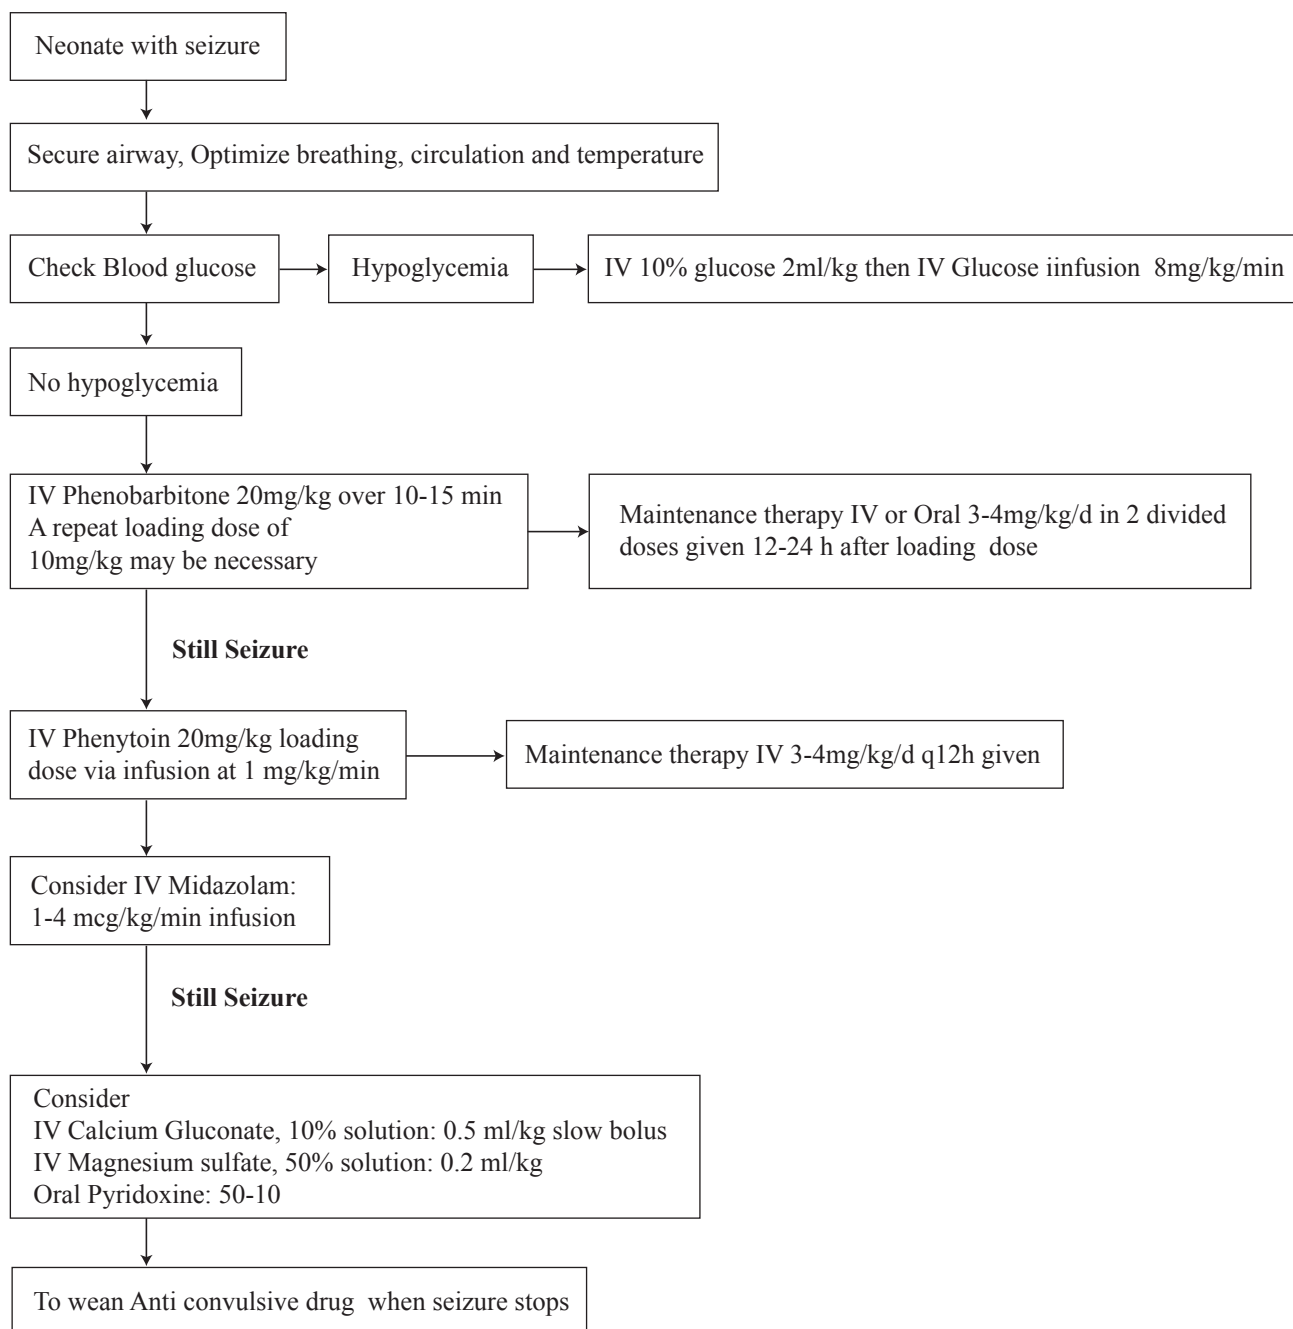 Neonate with seizure
Secure airway, Optimize breathing, circulation and temperature
Check Blood glucose
Hypoglycemia
IV 10% glucose 2ml/kg then IV Glucose iinfusion 8mg/kg/min
No hypoglycemia
IV Phenobarbitone 20mg/kg over 10-15 min
A repeat loading dose of
10mg/kg may be necessary
Maintenance therapy IV or Oral 3-4mg/kg/d in 2 divided
doses given 12-24 h after loading dose
Still Seizure
IV Phenytoin 20mg/kg loading
dose via infusion at 1 mg/kg/min
Maintenance therapy IV 3-4mg/kg/d q12h given
Consider IV Midazolam:
1-4 mcg/kg/min infusion
Still Seizure
Consider
IV Calcium Gluconate, 10% solution: 0.5 ml/kg slow bolus
IV Magnesium sulfate, 50% solution: 0.2 ml/kg
Oral Pyridoxine: 50-10
To wean Anti convulsive drug when seizure stops